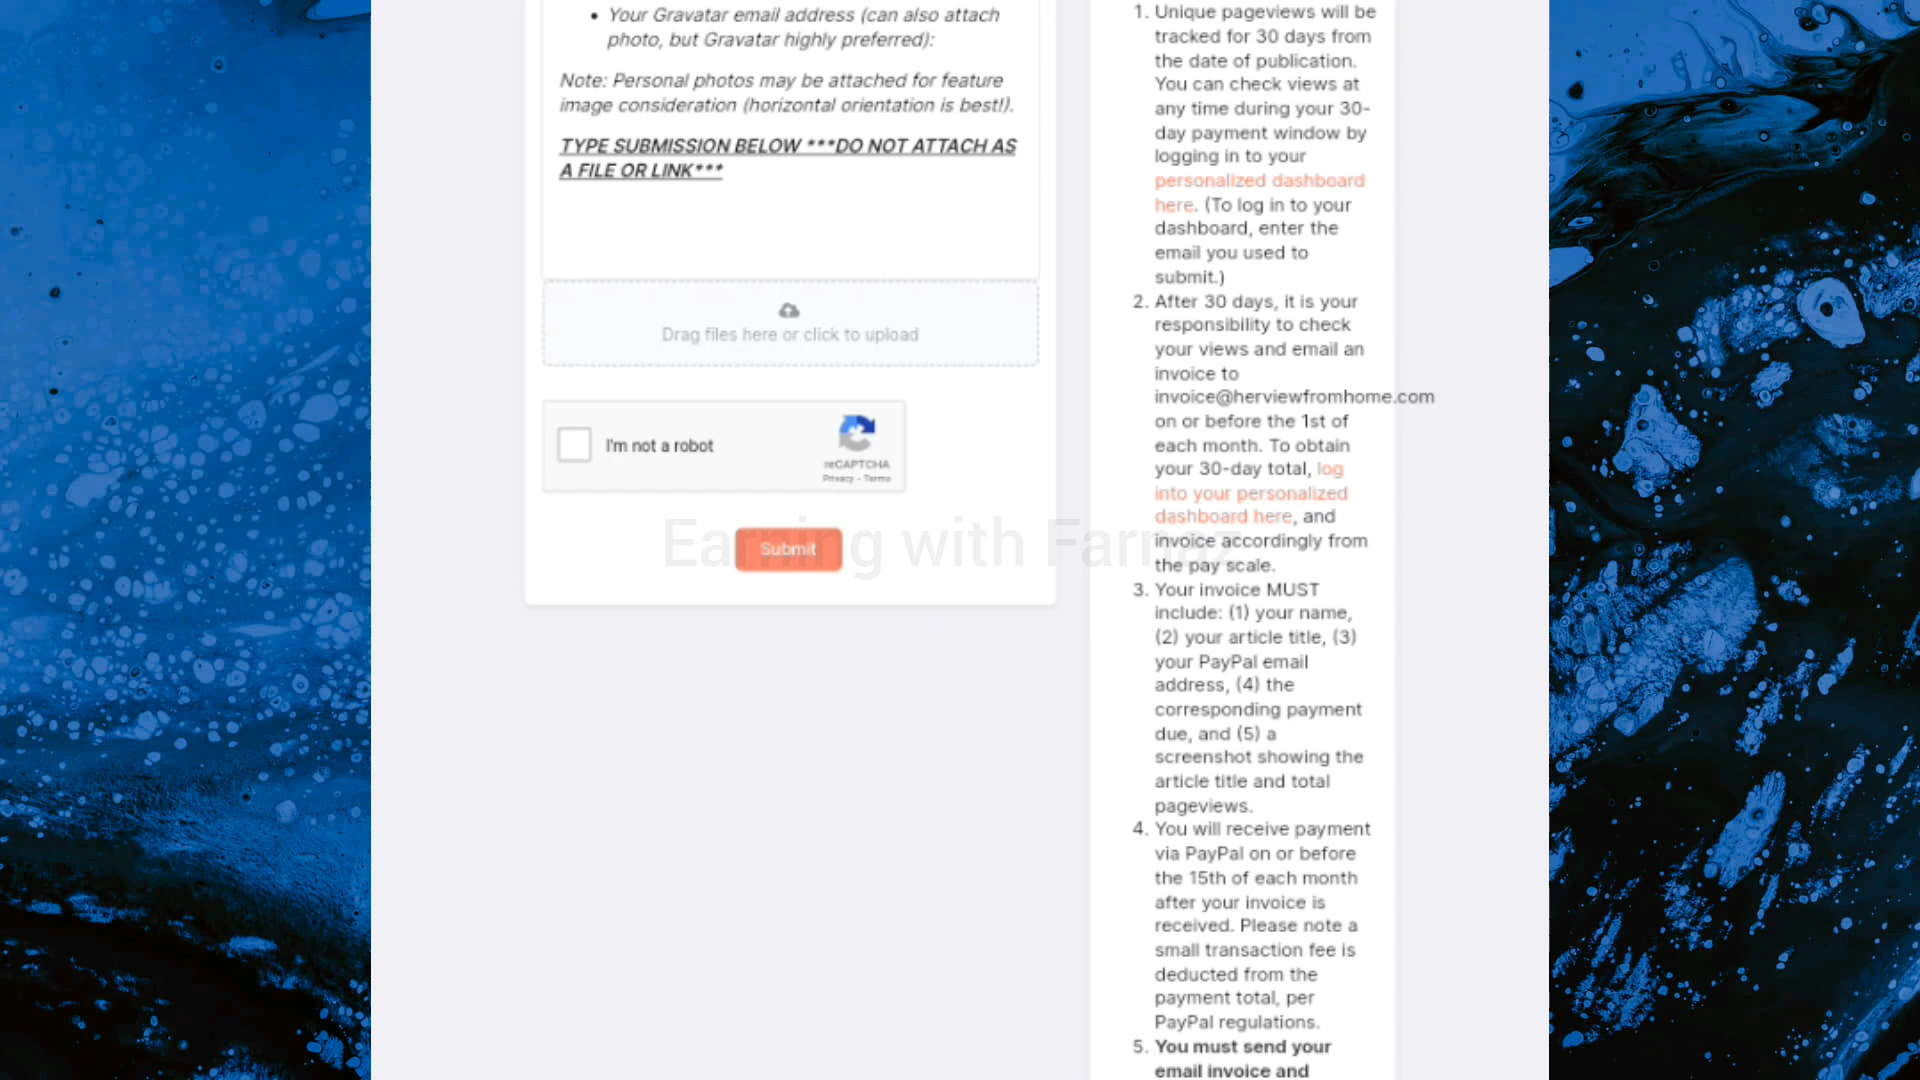 • Your Gravatar email address (can also attach
photo, but Gravatar highly preferred):
Note: Personal photos may be attached for feature
image consideration (horizontal orientation is best!).
TYPE SUBMISSION BELOW ***DO NOT ATTACH AS
A FILE OR LINK***
Drag files here or click to upload
I'm not a robot
reCAPTCHA
Privacy - Terms
Submit
Earning with Farnaz
1. Unique pageviews will be
tracked for 30 days from
the date of publication.
You can check views at
any time during your 30-
day payment window by
logging in to your
personalized dashboard
here. (To log in to your
dashboard, enter the
email you used to
submit.)
2. After 30 days, it is your
responsibility to check
your views and email an
invoice to
invoice@herviewfromhome.com
on or before the 1st of
each month. To obtain
your 30-day total, log
into your personalized
dashboard here, and
invoice accordingly from
the pay scale.
3. Your invoice MUST
include: (1) your name,
(2) your article title, (3)
your PayPal email
address, (4) the
corresponding payment
due, and (5) a
screenshot showing the
article title and total
pageviews.
4. You will receive payment
via PayPal on or before
the 15th of each month
after your invoice is
received. Please note a
small transaction fee is
deducted from the
payment total, per
PayPal regulations.
5. You must send your
email invoice and